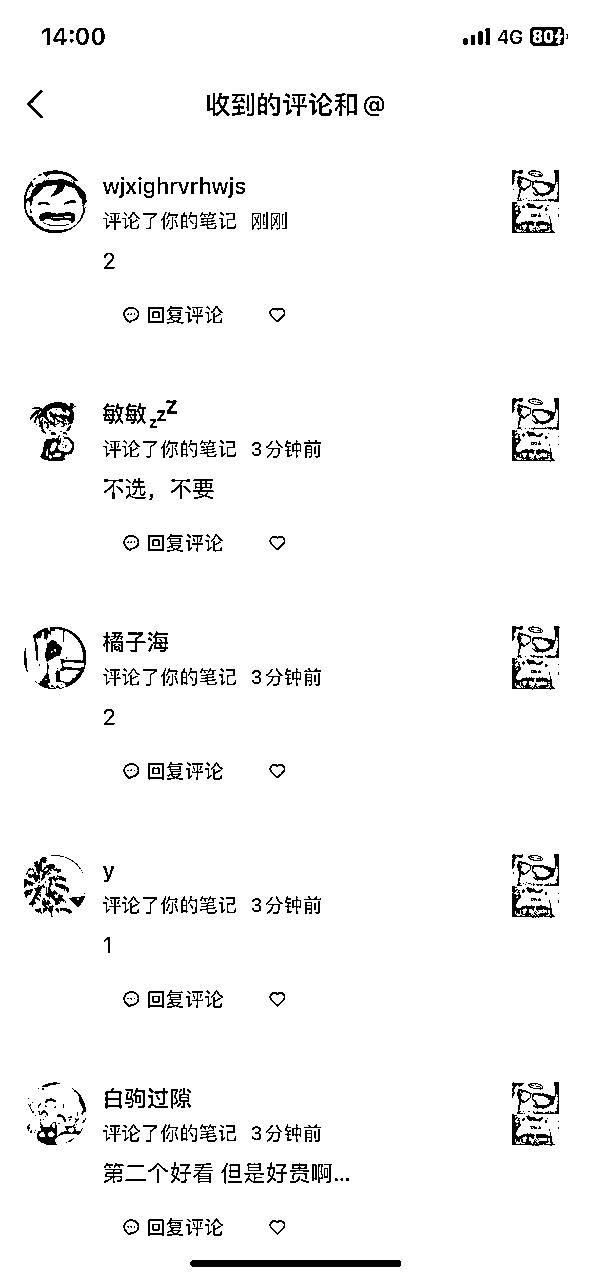 14:00 4G 80
收到的评论和@
wjxighrvrhwjs
评论了你的笔记 刚刚
2
回复评论
敏敏zzZ
评论了你的笔记 3分钟前
不选，不要
回复评论
橘子海
评论了你的笔记 3分钟前
2
回复评论
y
评论了你的笔记 3分钟前
1
回复评论
白驹过隙
评论了你的笔记 3分钟前
第二个好看 但是好贵啊...
回复评论